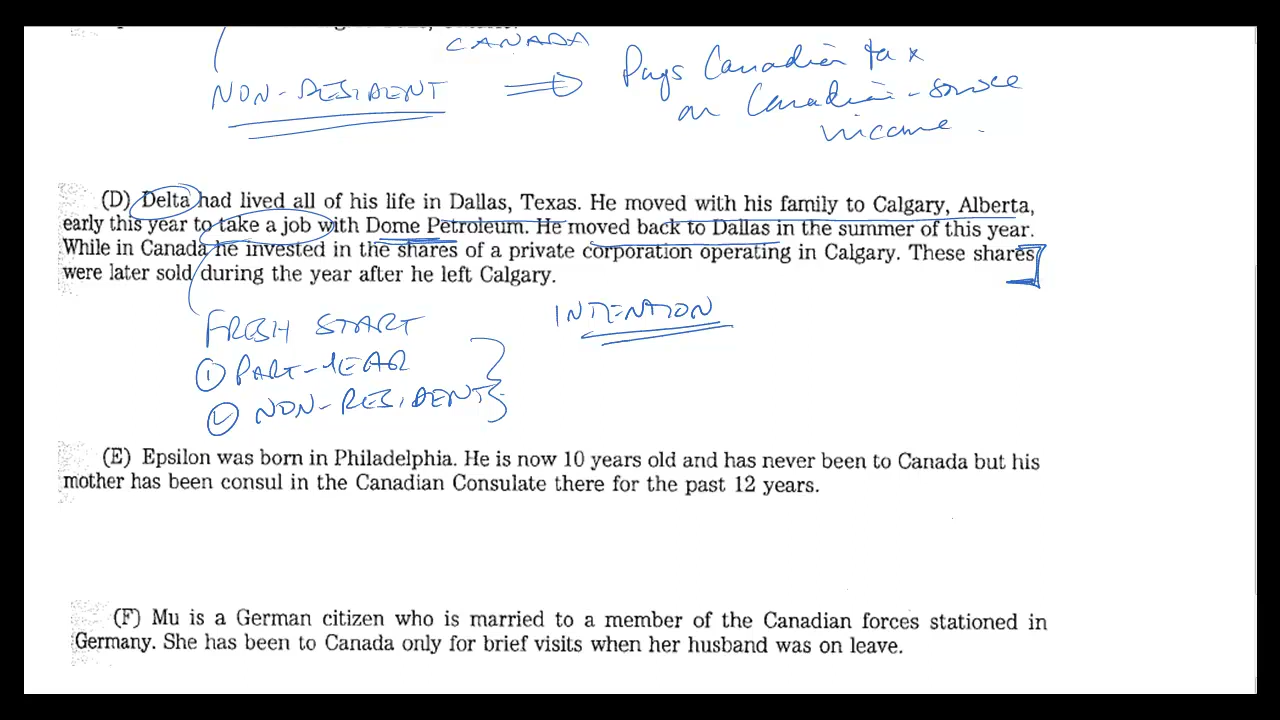 CANADA
NON-RESIDENT ⇒ Pays Canadian tax
on Canadian-source
income.
(D) Delta had lived all of his life in Dallas, Texas. He moved with his family to Calgary, Alberta,
early this year to take a job with Dome Petroleum. He moved back to Dallas in the summer of this year.
While in Canada he invested in the shares of a private corporation operating in Calgary. These shares
were later sold during the year after he left Calgary.
FRESH START INTENTION
① PART-YEAR
② NON-RESIDENT
(E) Epsilon was born in Philadelphia. He is now 10 years old and has never been to Canada but his
mother has been consul in the Canadian Consulate there for the past 12 years.
(F) Mu is a German citizen who is married to a member of the Canadian forces stationed in
Germany. She has been to Canada only for brief visits when her husband was on leave.